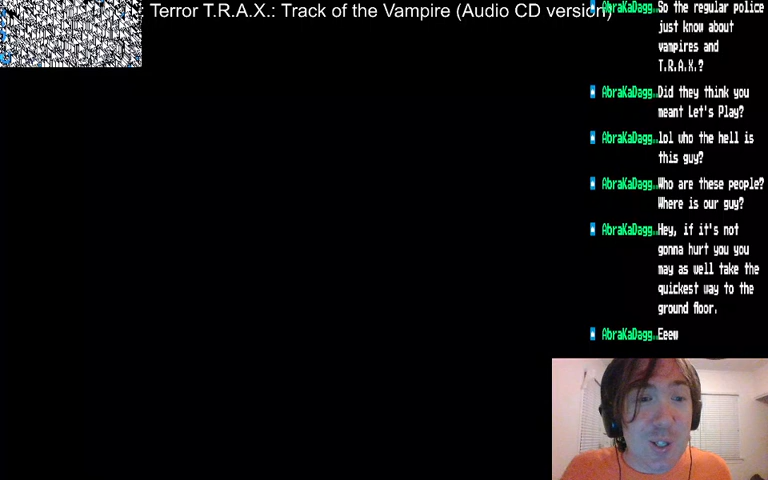 Terror T.R.A.X.: Track of the Vampire (Audio CD version)
AbraKaDagg.. So the regular police
just know about
vampires and
T.R.A.X.?
AbraKaDagg.. Did they think you
meant Let's Play?
AbraKaDagg.. lol who the hell is
this guy?
AbraKaDagg.. Who are these people?
Where is our guy?
AbraKaDagg.. Hey, if it's not
gonna hurt you you
may as well take the
quickest way to the
ground floor.
AbraKaDagg.. Eeew